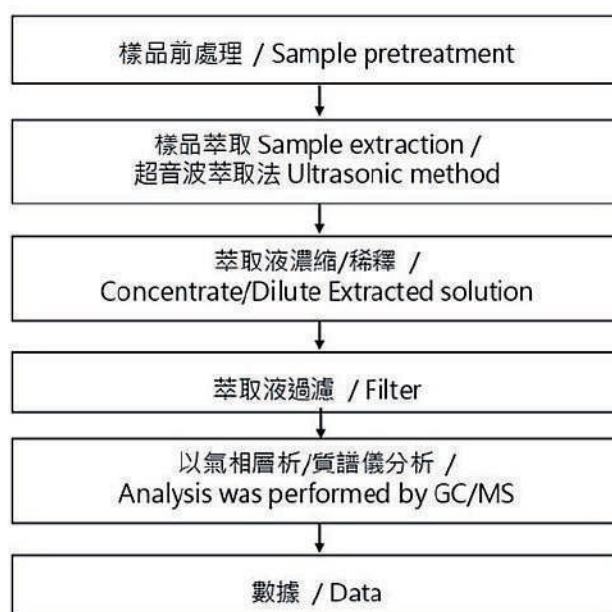 樣品前處理 / Sample pretreatment
樣品萃取 Sample extraction /
超音波萃取法 Ultrasonic method
萃取液濃縮/稀釋 /
Concentrate/Dilute Extracted solution
萃取液過濾 / Filter
以氣相層析/質譜儀分析 /
Analysis was performed by GC/MS
數據 / Data